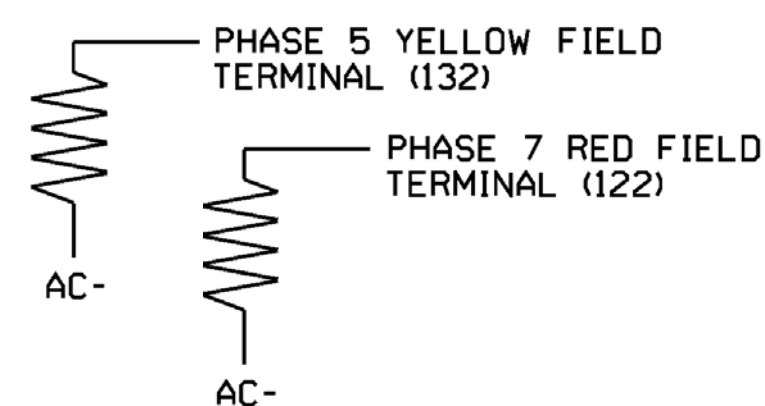 PHASE 5 YELLOW FIELD
TERMINAL (132)
AC-
PHASE 7 RED FIELD
TERMINAL (122)
AC-